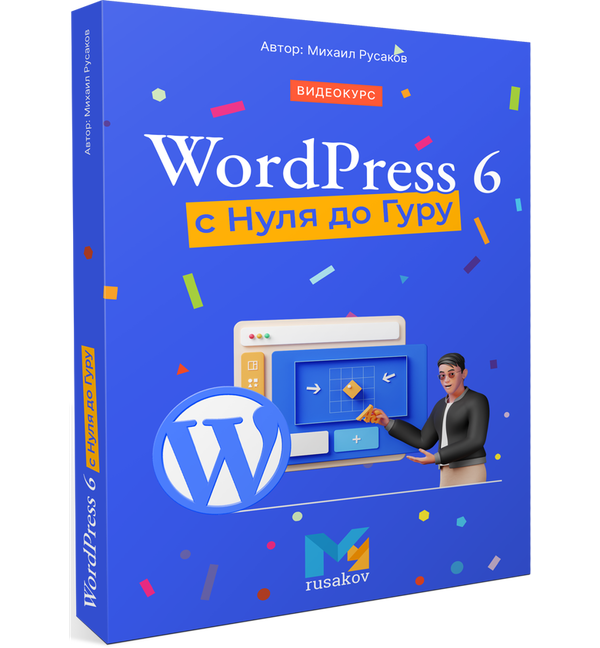 Автор: Михаил Русаков
ВИДЕОКУРС
WordPress 6
с Нуля до Гуру
W
rusakov
Автор: Михаил Русаков
WordPress 6 с Нуля до Гуру